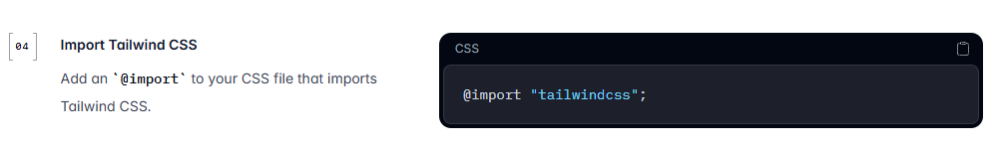 04
Import Tailwind CSS
Add an `@import` to your CSS file that imports
Tailwind CSS.
CSS
@import "tailwindcss";